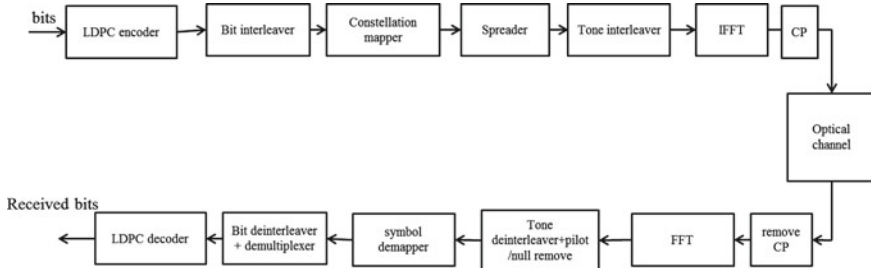 bits
LDPC encoder
Bit interleaver
Constellation
mapper
Spreader
Tone interleaver
IFFT
CP
Optical
channel
Received bits
LDPC decoder
Bit deinterleaver
+ demultiplexer
symbol
demapper
Tone
deinterleaver+pilot
/null remove
FFT
remove
CP